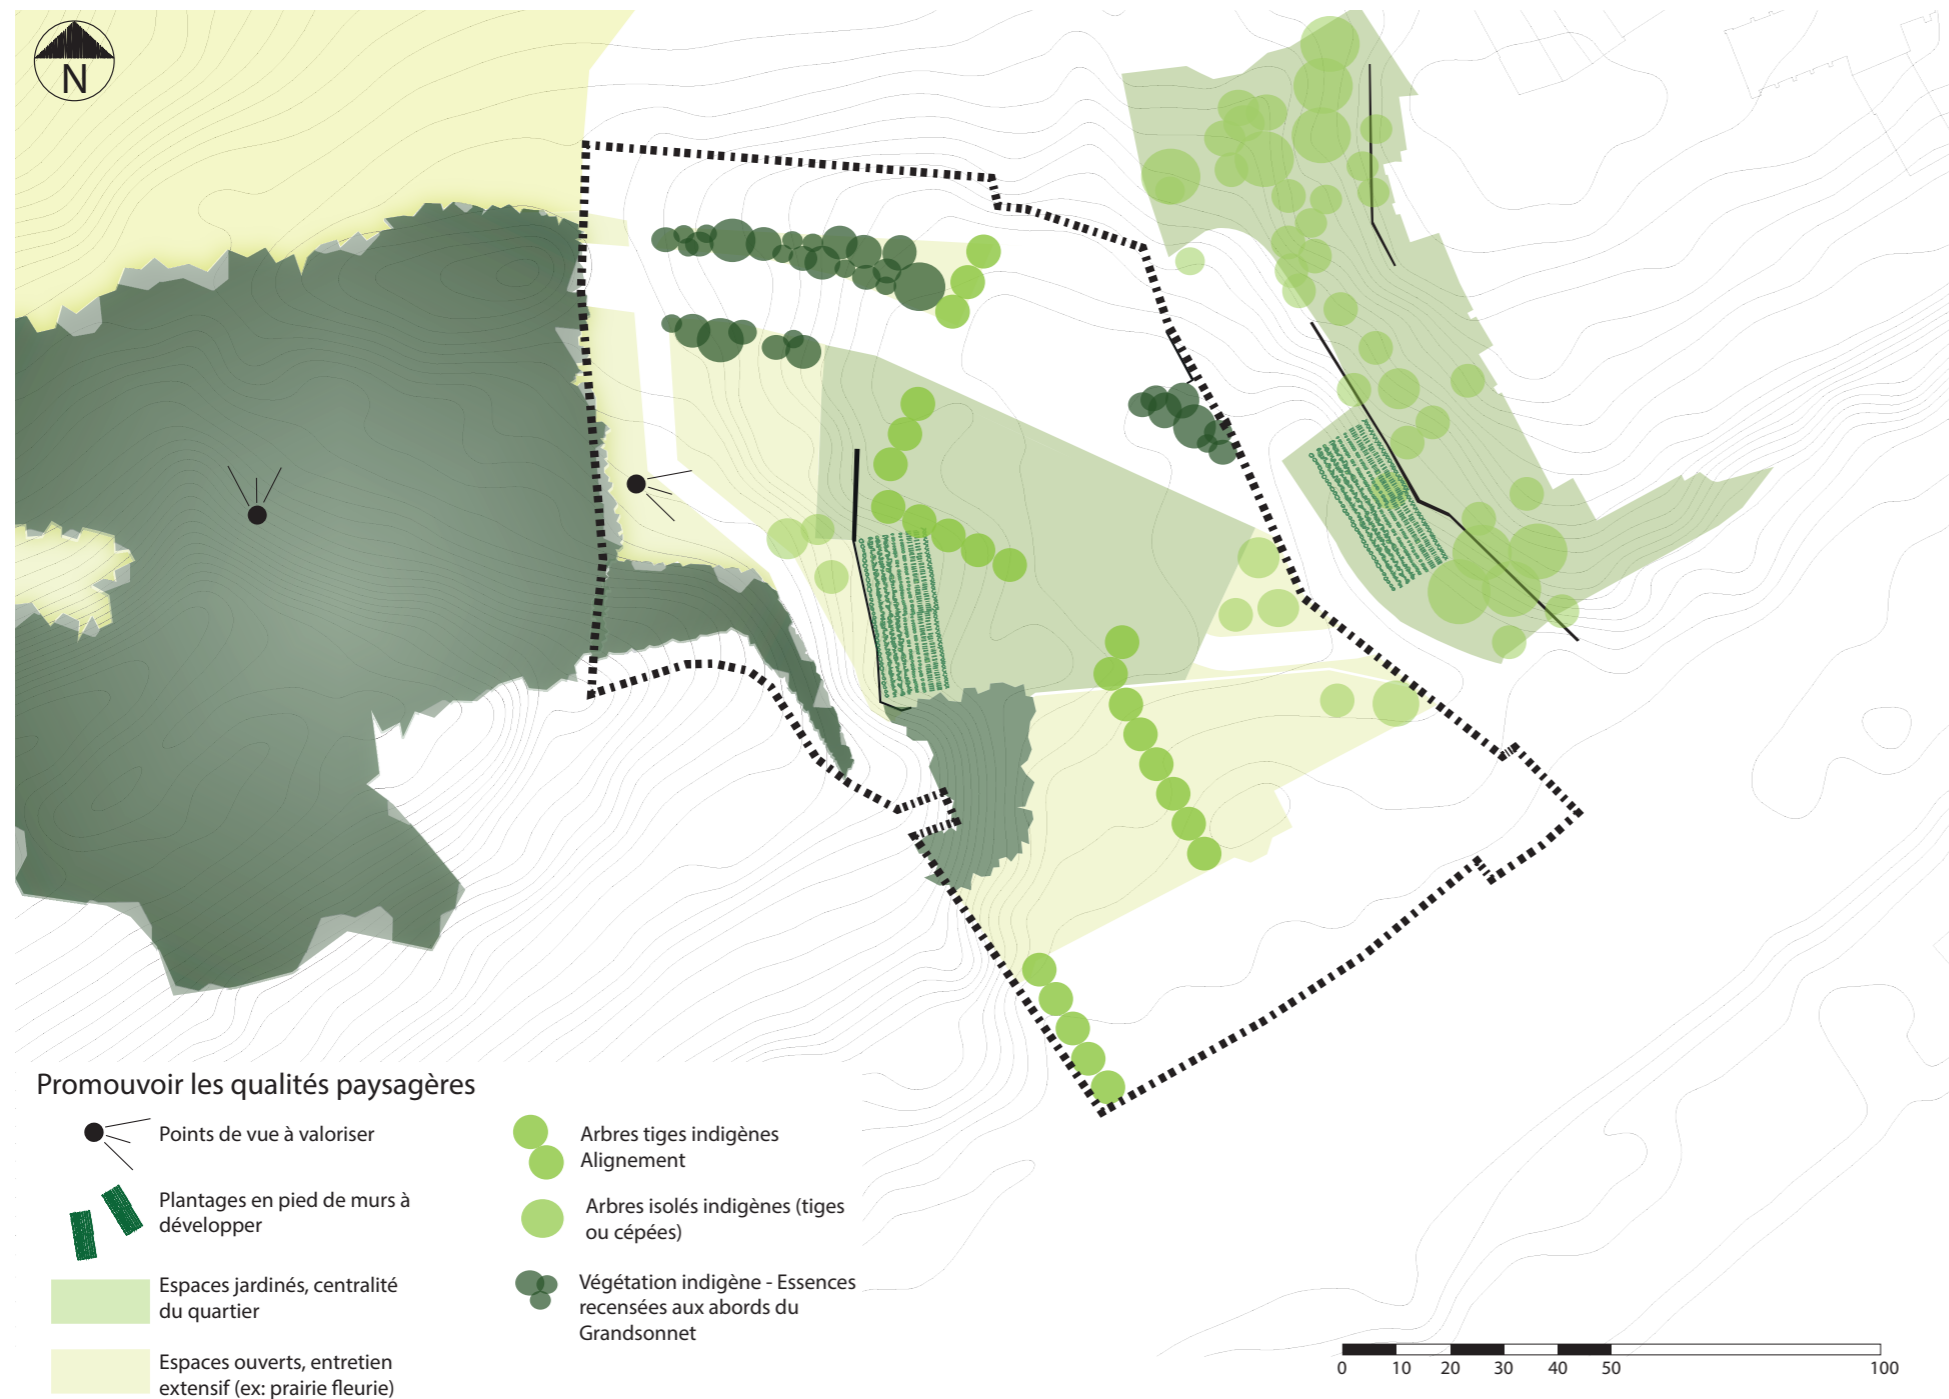 N
Promouvoir les qualités paysagères
Points de vue à valoriser
Plantages en pied de murs à
développer
Espaces jardinés, centralité
du quartier
Espaces ouverts, entretien
extensif (ex: prairie fleurie)
Arbres tiges indigènes
Alignement
Arbres isolés indigènes (tiges
ou cépées)
Végétation indigène - Essences
recensées aux abords du
Grandsonnet
0 10 20 30 40 50 100